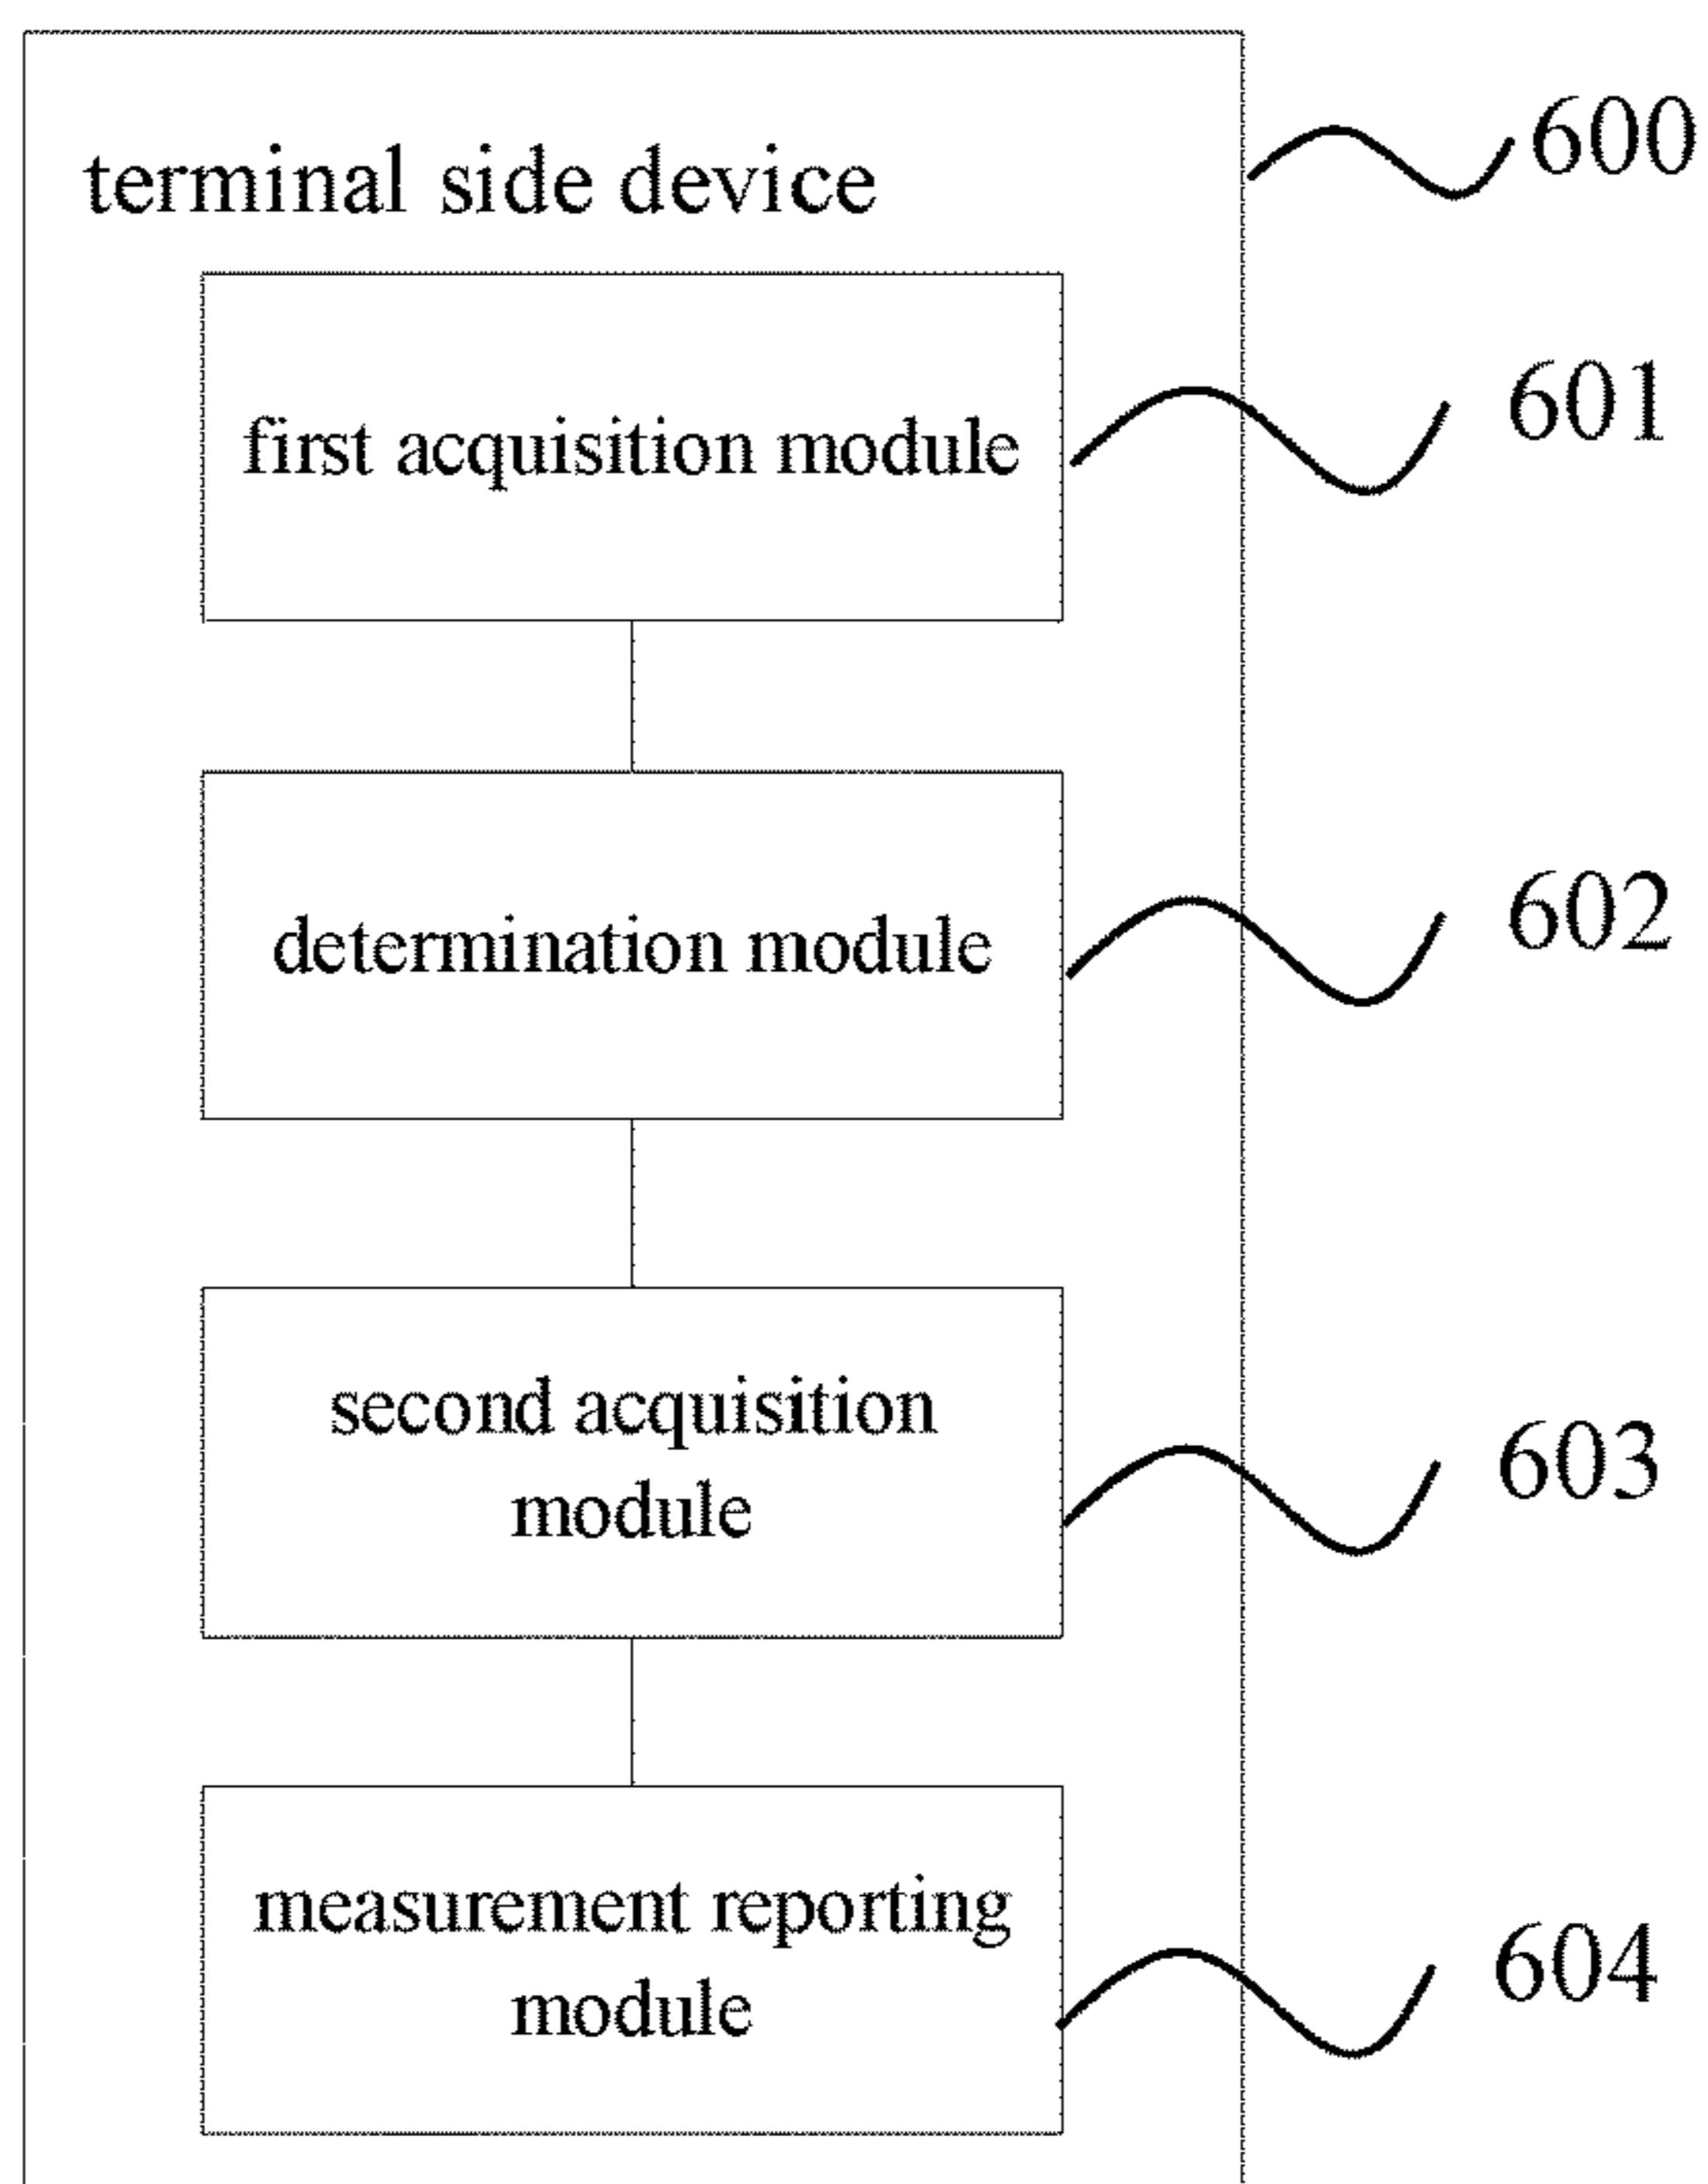 terminal side device
600
first acquisition module
601
determination module
602
second acquisition
module
603
measurement reporting
module
604